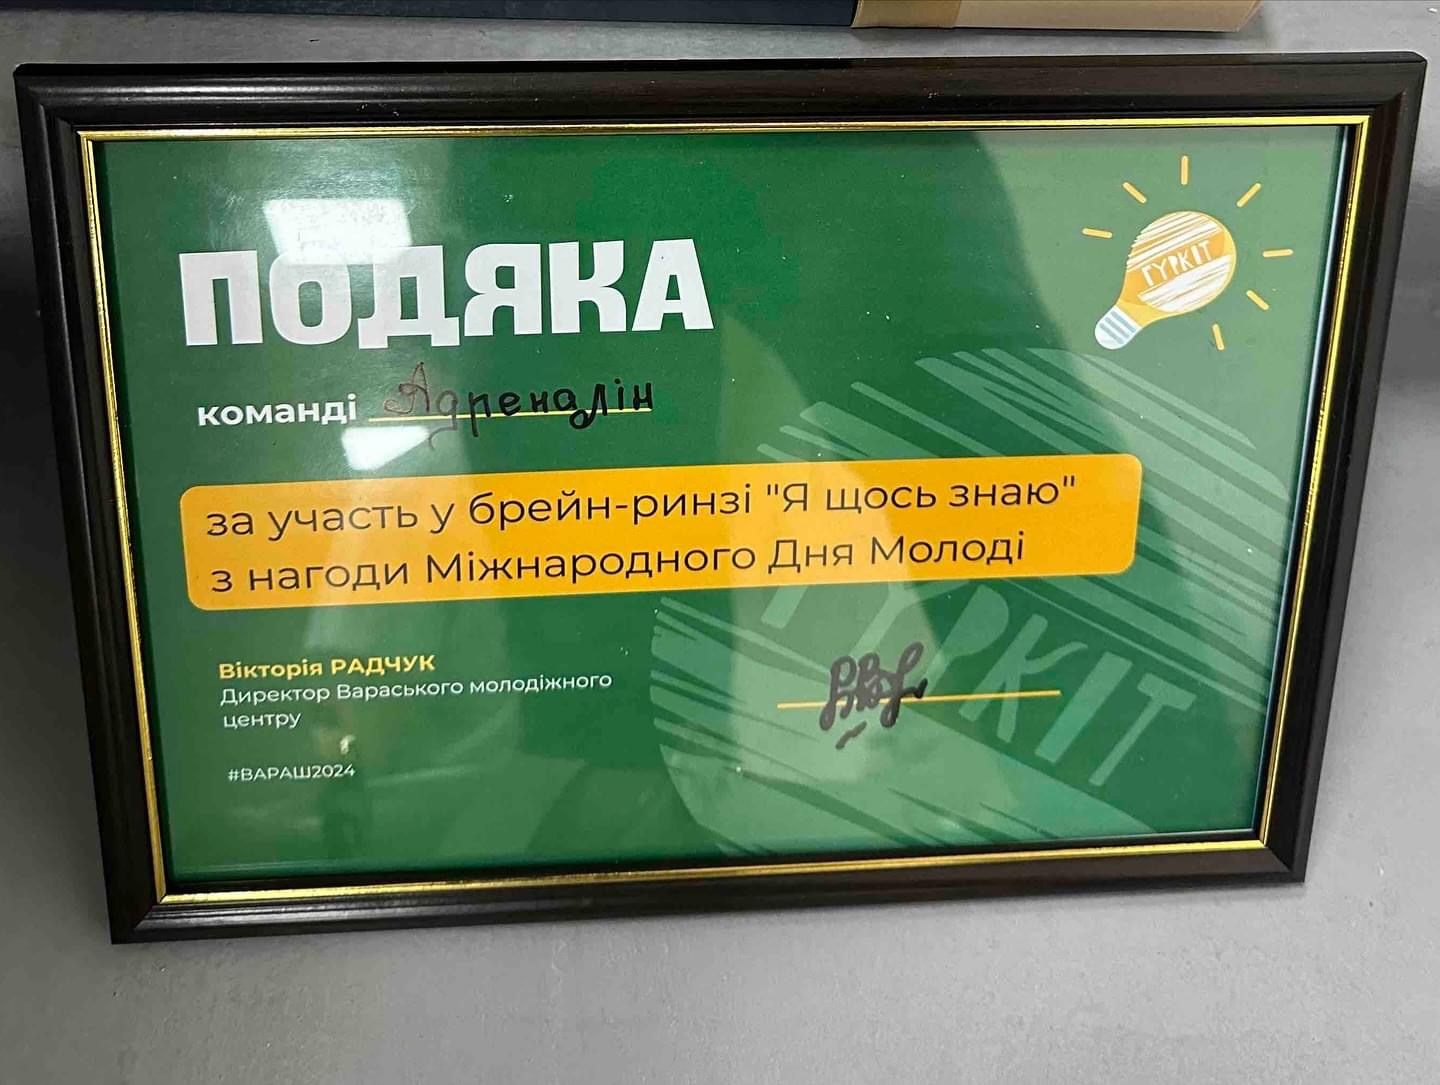 ПОДЯКА
ГУРКІТ
команді Адреналін
за участь у брейн-ринзі "Я щось знаю"
з нагоди Міжнародного Дня Молоді
ГУРКІТ
Вікторія РАДЧУК
Директор Вараського молодіжного
центру
#ВАРАШ2024